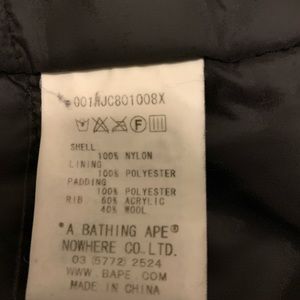 001HJC801008X
F
SHELL
100% NYLON
LINING
100% POLYESTER
PADDING
100% POLYESTER
RIB 60% ACRYLIC
40% WOOL
"A BATHING APE®
NOWHERE CO.LTD.
03 (5772) 2524
WWW.BAPE.COM
MADE IN CHINA